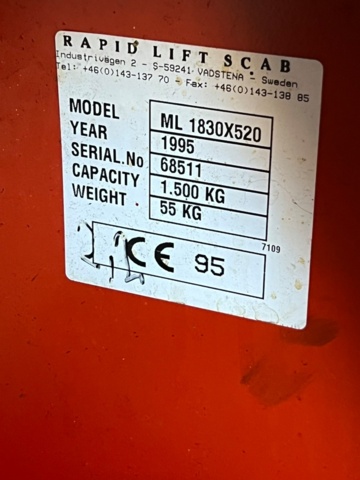 RAPID LIFT SCAB
Industrivägen 2 - S-59241 VADSTENA - Sweden
Tel: +46(0)143-137 70 - Fax: +46(0)143-138 85
MODEL ML 1830X520
YEAR 1995
SERIAL.No 68511
CAPACITY 1.500 KG
WEIGHT 55 KG
7109
CE 95